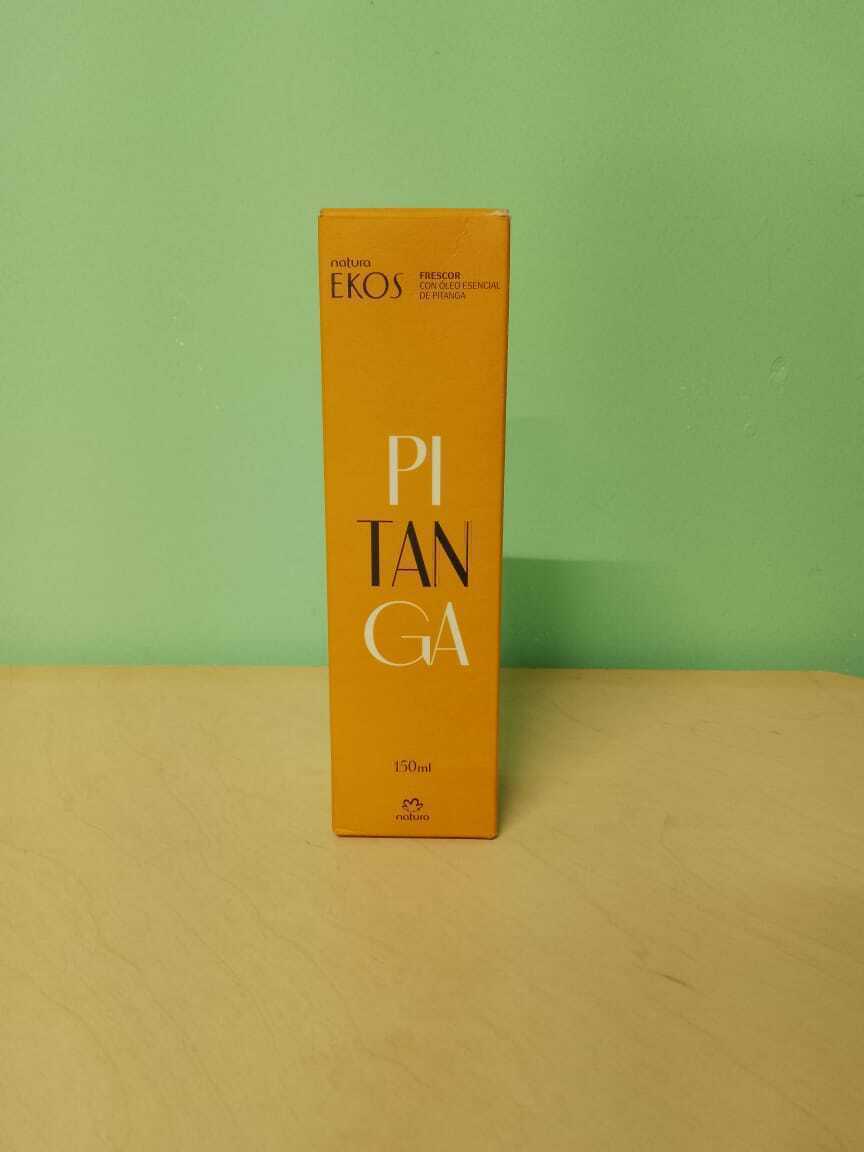 natura
EKOS
FRESCOR
CON ÓLEO ESENCIAL
DE PITANGA
PI
TAN
GA
150ml
natura